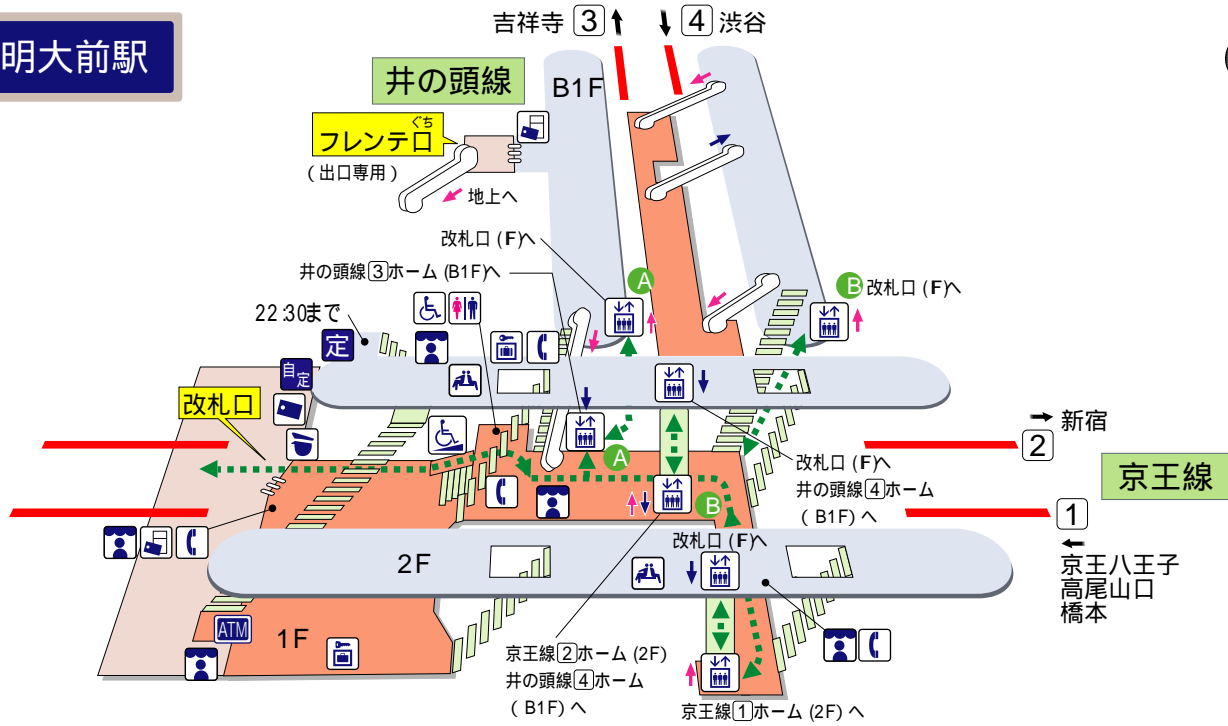 明大前駅
吉祥寺 3
4 渋谷
井の頭線
B1F
ぐち
フレンテ口
(出口専用)
地上へ
改札口 (F)へ
井の頭線3ホーム (B1F)へ
A
B 改札口 (F)へ
22:30まで
定
自定
改札口
新宿
2
A
改札口 (F)へ
井の頭線4ホーム
(B1F) へ
京王線
B
1
改札口 (F)へ
2F
京王八王子
高尾山口
橋本
ATM
1F
京王線2ホーム (2F)
井の頭線4ホーム
(B1F) へ
京王線1ホーム (2F) へ